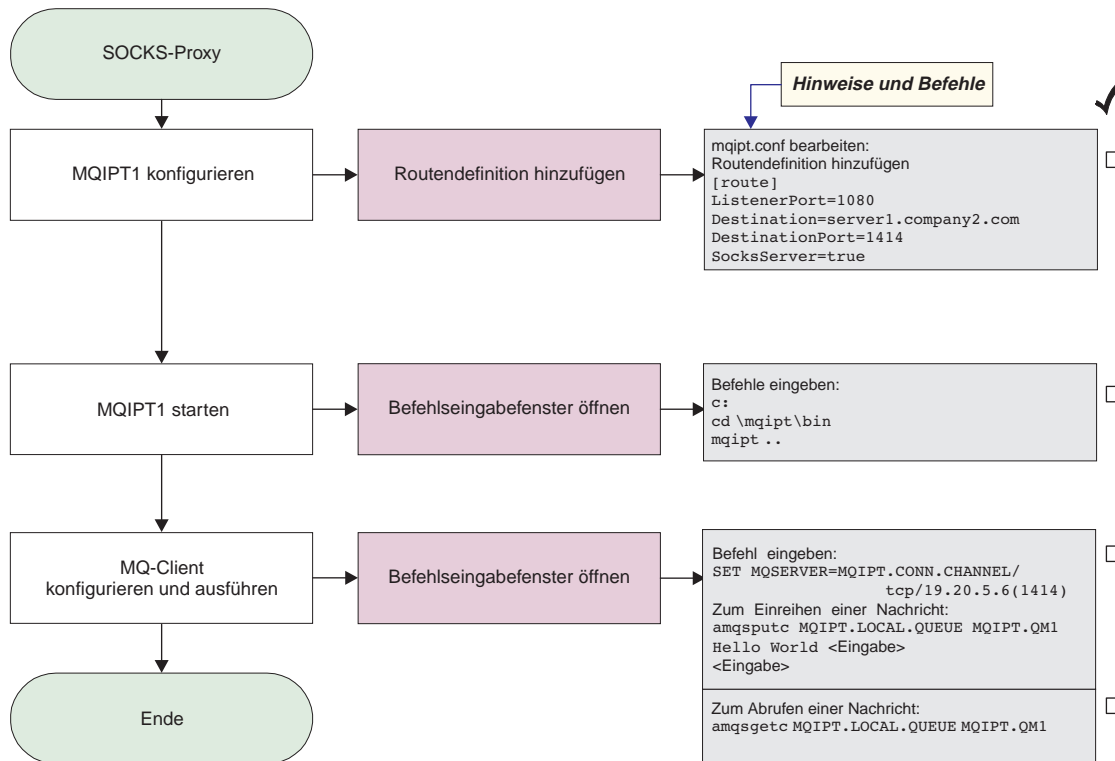 SOCKS-Proxy
Hinweise und Befehle
MQIPT1 konfigurieren
Routendefinition hinzufügen
mqipt.conf bearbeiten:
Routendefinition hinzufügen
[route]
ListenerPort=1080
Destination=server1.company2.com
DestinationPort=1414
SocksServer=true
MQIPT1 starten
Befehlseingabefenster öffnen
Befehle eingeben:
c:
cd \mqipt\bin
mqipt ..
MQ-Client
konfigurieren und ausführen
Befehlseingabefenster öffnen
Befehl eingeben:
SET MQSERVER=MQIPT.CONN.CHANNEL/
tcp/19.20.5.6(1414)
Zum Einreihen einer Nachricht:
amqsputc MQIPT.LOCAL.QUEUE MQIPT.QM1
Hello World <Eingabe>
<Eingabe>
Ende
Zum Abrufen einer Nachricht:
amqsgetc MQIPT.LOCAL.QUEUE MQIPT.QM1